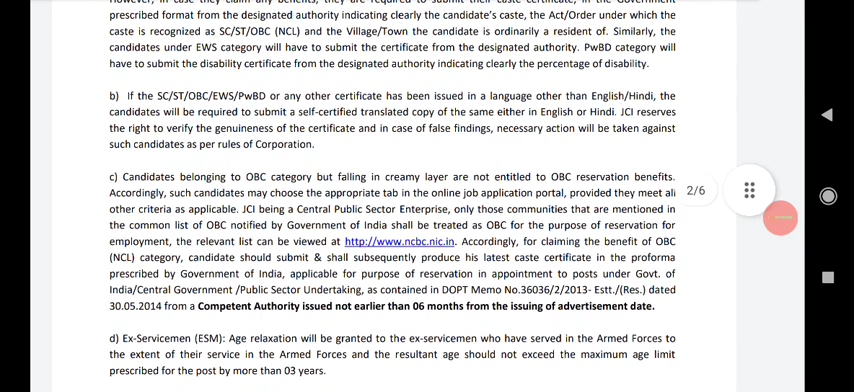 prescribed format from the designated authority indicating clearly the candidate's caste, the Act/Order under which the
caste is recognized as SC/ST/OBC (NCL) and the Village/Town the candidate is ordinarily a resident of. Similarly, the
candidates under EWS category will have to submit the certificate from the designated authority. PwBD category will
have to submit the disability certificate from the designated authority indicating clearly the percentage of disability.
b) If the SC/ST/OBC/EWS/PwBD or any other certificate has been issued in a language other than English/Hindi, the
candidates will be required to submit a self-certified translated copy of the same either in English or Hindi. JCI reserves
the right to verify the genuineness of the certificate and in case of false findings, necessary action will be taken against
such candidates as per rules of Corporation.
c) Candidates belonging to OBC category but falling in creamy layer are not entitled to OBC reservation benefits.
Accordingly, such candidates may choose the appropriate tab in the online job application portal, provided they meet all
2/6
other criteria as applicable. JCI being a Central Public Sector Enterprise, only those communities that are mentioned in
the common list of OBC notified by Government of India shall be treated as OBC for the purpose of reservation for
employment, the relevant list can be viewed at http://www.ncbc.nic.in. Accordingly, for claiming the benefit of OBC
(NCL) category, candidate should submit & shall subsequently produce his latest caste certificate in the proforma
prescribed by Government of India, applicable for purpose of reservation in appointment to posts under Govt. of
India/Central Government /Public Sector Undertaking, as contained in DOPT Memo No.36036/2/2013- Estt./(Res.) dated
30.05.2014 from a Competent Authority issued not earlier than 06 months from the issuing of advertisement date.
d) Ex-Servicemen (ESM): Age relaxation will be granted to the ex-servicemen who have served in the Armed Forces to
the extent of their service in the Armed Forces and the resultant age should not exceed the maximum age limit
prescribed for the post by more than 03 years.